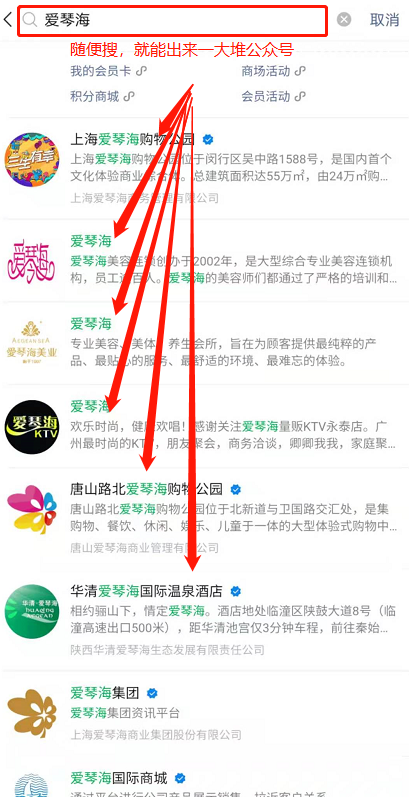 爱琴海
取消
随便搜，就能出来一大堆公众号
我的会员卡
商场活动
积分商城
会员活动
上海爱琴海购物公园
上海爱琴海购物公园位于闵行区吴中路1588号，是国内首个
文化体验商业综合体。总建筑面积达55万㎡，由24万㎡购...
上海爱琴海商务管理有限公司
爱琴海
爱琴海美容连锁创办于2002年，是大型综合专业美容连锁机
构，员工近百人。爱琴海的美容师们都通过了严格的培训和...
爱琴海
AEGEAN SEA
愛琴海美业
爱琴海
专业美容、美体、养生会所，旨在为顾客提供最纯粹的产
品、最贴心的服务、最舒适的环境、最难忘的体验。
爱琴海
KTV
爱琴海
欢乐时尚，健康欢唱！感谢关注爱琴海量贩KTV永泰店。广
州最时尚的KTV，朋友聚会，商务洽谈，卿卿我我，家庭聚...
唐山路北爱琴海购物公园
唐山路北爱琴海购物公园位于北新道与卫国路交汇处，是集
购物、餐饮、休闲、娱乐、儿童于一体的大型体验式购物中...
唐山爱琴海商业管理有限公司
华清·爱琴海
HUAQING
AEGEAN
华清爱琴海国际温泉酒店
相约骊山下，情定爱琴海。酒店地处临潼区陕鼓大道8号（临
潼高速出口500米），距华清池宫仅3分钟车程，前往秦始...
陕西华清爱琴海生态发展有限责任公司
爱琴海集团
爱琴海集团资讯平台
上海爱琴海商业集团股份有限公司
爱琴海国际商城